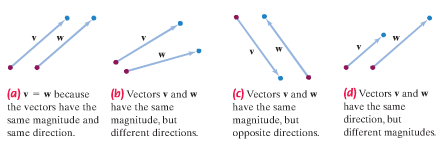 v
w
v
w
v
w
v
w
(a) v = w because
the vectors have the
same magnitude and
same direction.
(b) Vectors v and w
have the same
magnitude, but
different directions.
(c) Vectors v and w
have the same
magnitude, but
opposite directions.
(d) Vectors v and w
have the same
direction, but
different magnitudes.